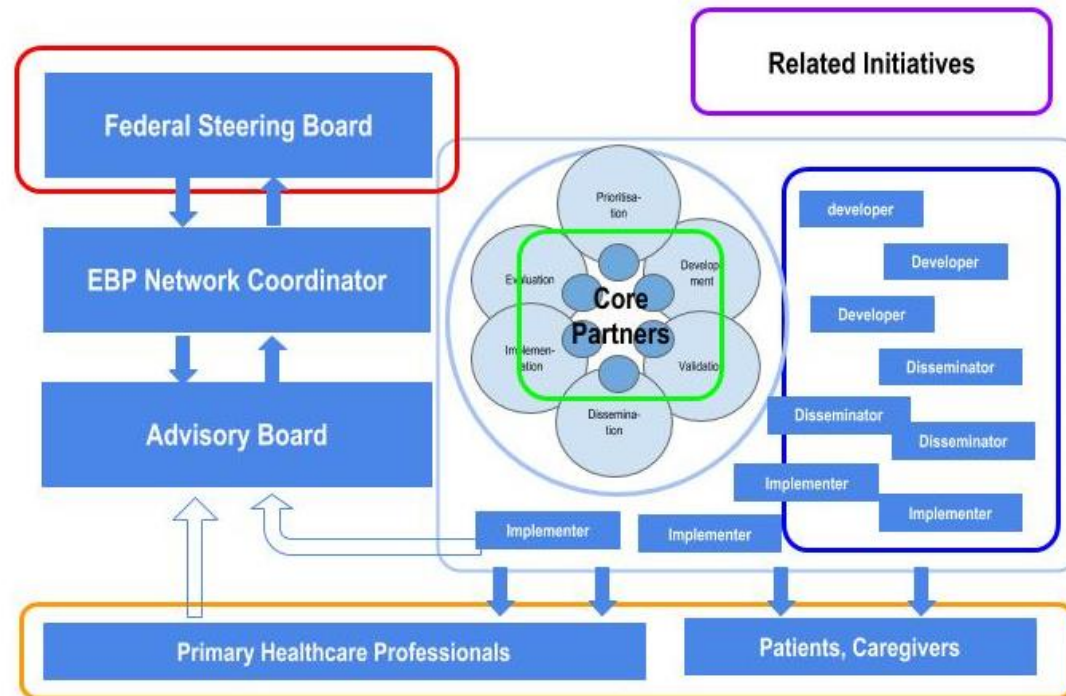 Related Initiatives
Federal Steering Board
EBP Network Coordinator
Advisory Board
Prioritisa-
tion
Evaluation
Develop
ment
Core
Partners
Implemen-
tation
Validatio
Dissemina-
tion
developer
Developer
Developer
Disseminator
Disseminator
Disseminator
Implementer
Implementer
Implementer
Implementer
Primary Healthcare Professionals
Patients, Caregivers